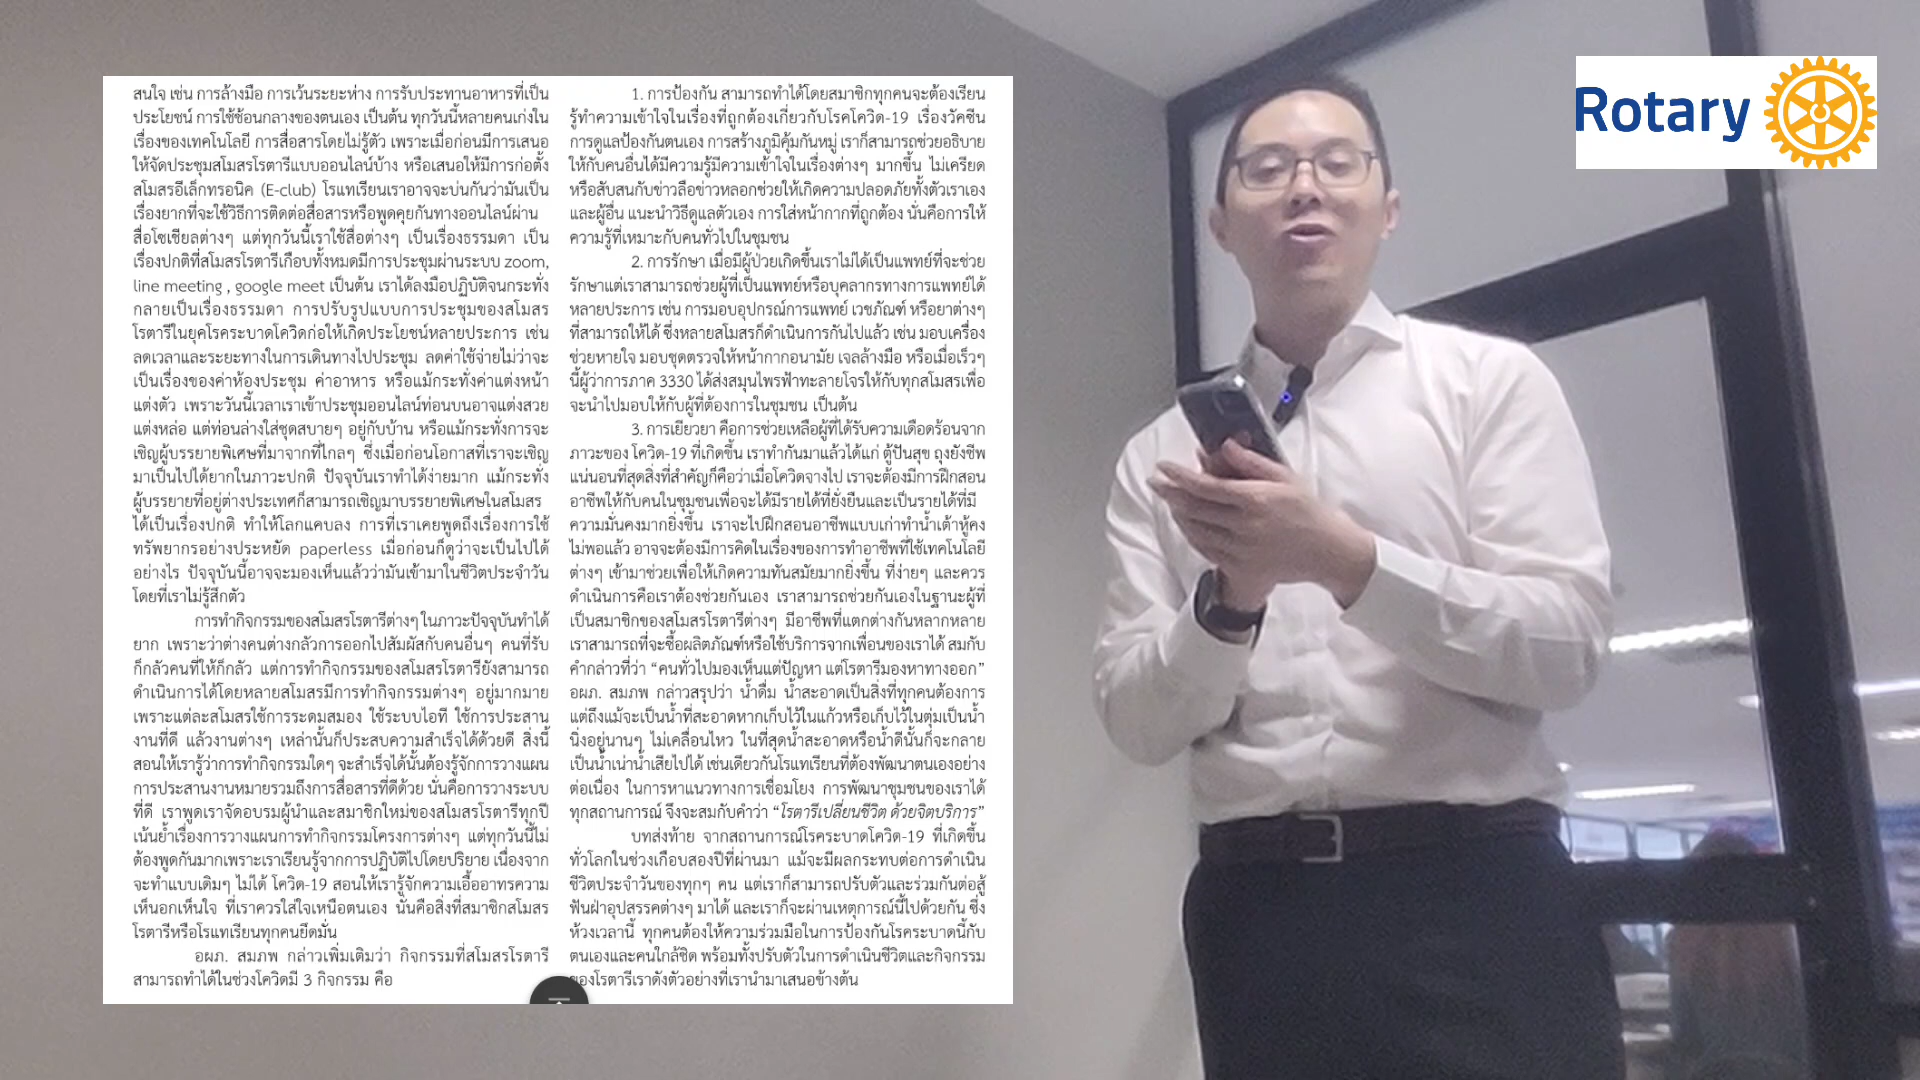 สนใจ เช่น การล้างมือ การเว้นระยะห่าง การรับประทานอาหารที่เป็น
ประโยชน์ การใช้ช้อนกลางของตนเอง เป็นต้น ทุกวันนี้หลายคนเก่งใน
เรื่องของเทคโนโลยี การสื่อสารโดยไม่รู้ตัว เพราะเมื่อก่อนมีการเสนอ
ให้จัดประชุมสโมสรโรตารีแบบออนไลน์บ้าง หรือเสนอให้มีการก่อตั้ง
สโมสรอีเล็กทรอนิค (E-club) โรแทเรียนเราอาจจะบ่นกันว่ามันเป็น
เรื่องยากที่จะใช้วิธีการติดต่อสื่อสารหรือพูดคุยกันทางออนไลน์ผ่าน
สื่อโซเชียลต่างๆ แต่ทุกวันนี้เราใช้สื่อต่างๆ เป็นเรื่องธรรมดา เป็น
เรื่องปกติที่สโมสรโรตารีเกือบทั้งหมดมีการประชุมผ่านระบบ zoom,
line meeting , google meet เป็นต้น เราได้ลงมือปฏิบัติจนกระทั่ง
กลายเป็นเรื่องธรรมดา การปรับรูปแบบการประชุมของสโมสร
โรตารีในยุคโรคระบาดโควิดก่อให้เกิดประโยชน์หลายประการ เช่น
ลดเวลาและระยะทางในการเดินทางไปประชุม ลดค่าใช้จ่ายไม่ว่าจะ
เป็นเรื่องของค่าห้องประชุม ค่าอาหาร หรือแม้กระทั่งค่าแต่งหน้า
แต่งตัว เพราะวันนี้เวลาเราเข้าประชุมออนไลน์ท่อนบนอาจแต่งสวย
แต่งหล่อ แต่ท่อนล่างใส่ชุดสบายๆ อยู่กับบ้าน หรือแม้กระทั่งการจะ
เชิญผู้บรรยายพิเศษที่มาจากที่ไกลๆ ซึ่งเมื่อก่อนโอกาสที่เราจะเชิญ
มาเป็นไปได้ยากในภาวะปกติ ปัจจุบันเราทำได้ง่ายมาก แม้กระทั่ง
ผู้บรรยายที่อยู่ต่างประเทศก็สามารถเชิญมาบรรยายพิเศษในสโมสร
ได้เป็นเรื่องปกติ ทำให้โลกแคบลง การที่เราเคยพูดถึงเรื่องการใช้
ทรัพยากรอย่างประหยัด paperless เมื่อก่อนก็ดูว่าจะเป็นไปได้
อย่างไร ปัจจุบันนี้อาจจะมองเห็นแล้วว่ามันเข้ามาในชีวิตประจำวัน
โดยที่เราไม่รู้สึกตัว
การทำกิจกรรมของสโมสรโรตารีต่างๆ ในภาวะปัจจุบันทำได้
ยาก เพราะว่าต่างคนต่างกลัวการออกไปสัมผัสกับคนอื่นๆ คนที่รับ
ก็กลัวคนที่ให้ก็กลัว แต่การทำกิจกรรมของสโมสรโรตารียังสามารถ
ดำเนินการได้โดยหลายสโมสรมีการทำกิจกรรมต่างๆ อยู่มากมาย
เพราะแต่ละสโมสรใช้การระดมสมอง ใช้ระบบไอที ใช้การประสาน
งานที่ดี แล้วงานต่างๆ เหล่านั้นก็ประสบความสำเร็จได้ด้วยดี สิ่งนี้
สอนให้เรารู้ว่าการทำกิจกรรมใดๆ จะสำเร็จได้นั้นต้องรู้จักการวางแผน
การประสานงานหมายรวมถึงการสื่อสารที่ดีด้วย นั่นคือการวางระบบ
ที่ดี เราพูดเราจัดอบรมผู้นำและสมาชิกใหม่ของสโมสรโรตารีทุกปี
เน้นย้ำเรื่องการวางแผนการทำกิจกรรมโครงการต่างๆ แต่ทุกวันนี้ไม่
ต้องพูดกันมากเพราะเราเรียนรู้จากการปฏิบัติไปโดยปริยาย เนื่องจาก
จะทำแบบเดิมๆ ไม่ได้ โควิด-19 สอนให้เรารู้จักความเอื้ออาทรความ
เห็นอกเห็นใจ ที่เราควรใส่ใจเหนือตนเอง นั่นคือสิ่งที่สมาชิกสโมสร
โรตารีหรือโรแทเรียนทุกคนยึดมั่น
อผภ. สมภพ กล่าวเพิ่มเติมว่า กิจกรรมที่สโมสรโรตารี
สามารถทำได้ในช่วงโควิดมี 3 กิจกรรม คือ
1. การป้องกัน สามารถทำได้โดยสมาชิกทุกคนจะต้องเรียน
รู้ทำความเข้าใจในเรื่องที่ถูกต้องเกี่ยวกับโรคโควิด-19 เรื่องวัคซีน
การดูแลป้องกันตนเอง การสร้างภูมิคุ้มกันหมู่ เราก็สามารถช่วยอธิบาย
ให้กับคนอื่นได้มีความรู้มีความเข้าใจในเรื่องต่างๆ มากขึ้น ไม่เครียด
หรือสับสนกับข่าวลือข่าวหลอกช่วยให้เกิดความปลอดภัยทั้งตัวเราเอง
และผู้อื่น แนะนำวิธีดูแลตัวเอง การใส่หน้ากากที่ถูกต้อง นั่นคือการให้
ความรู้ที่เหมาะกับคนทั่วไปในชุมชน
2. การรักษา เมื่อมีผู้ป่วยเกิดขึ้นเราไม่ได้เป็นแพทย์ที่จะช่วย
รักษาแต่เราสามารถช่วยผู้ที่เป็นแพทย์หรือบุคลากรทางการแพทย์ได้
หลายประการ เช่น การมอบอุปกรณ์การแพทย์ เวชภัณฑ์ หรือยาต่างๆ
ที่สามารถให้ได้ ซึ่งหลายสโมสรก็ดำเนินการกันไปแล้ว เช่น มอบเครื่อง
ช่วยหายใจ มอบชุดตรวจให้หน้ากากอนามัย เจลล้างมือ หรือเมื่อเร็วๆ
นี้ผู้ว่าการภาค 3330 ได้ส่งสมุนไพรฟ้าทะลายโจรให้กับทุกสโมสรเพื่อ
จะนำไปมอบให้กับผู้ที่ต้องการในชุมชน เป็นต้น
3. การเยียวยา คือการช่วยเหลือผู้ที่ได้รับความเดือดร้อนจาก
ภาวะของ โควิด-19 ที่เกิดขึ้น เราทำกันมาแล้วได้แก่ ตู้ปันสุข ถุงยังชีพ
แน่นอนที่สุดสิ่งที่สำคัญก็คือว่าเมื่อโควิดจางไป เราจะต้องมีการฝึกสอน
อาชีพให้กับคนในชุมชนเพื่อจะได้มีรายได้ที่ยั่งยืนและเป็นรายได้ที่มี
ความมั่นคงมากยิ่งขึ้น เราจะไปฝึกสอนอาชีพแบบเก่าทำน้ำเต้าหู้คง
ไม่พอแล้ว อาจจะต้องมีการคิดในเรื่องของการทำอาชีพที่ใช้เทคโนโลยี
ต่างๆ เข้ามาช่วยเพื่อให้เกิดความทันสมัยมากยิ่งขึ้น ที่ง่ายๆ และควร
ดำเนินการคือเราต้องช่วยกันเอง เราสามารถช่วยกันเองในฐานะผู้ที่
เป็นสมาชิกของสโมสรโรตารีต่างๆ มีอาชีพที่แตกต่างกันหลากหลาย
เราสามารถที่จะซื้อผลิตภัณฑ์หรือใช้บริการจากเพื่อนของเราได้ สมกับ
คำกล่าวที่ว่า “คนทั่วไปมองเห็นแต่ปัญหา แต่โรตารีมองหาทางออก”
อผภ. สมภพ กล่าวสรุปว่า น้ำดื่ม น้ำสะอาดเป็นสิ่งที่ทุกคนต้องการ
แต่ถึงแม้จะเป็นน้ำที่สะอาดหากเก็บไว้ในแก้วหรือเก็บไว้ในตุ่มเป็นน้ำ
นิ่งอยู่นานๆ ไม่เคลื่อนไหว ในที่สุดน้ำสะอาดหรือน้ำดีนั้นก็จะกลาย
เป็นน้ำเน่าน้ำเสียไปได้ เช่นเดียวกันโรแทเรียนที่ต้องพัฒนาตนเองอย่าง
ต่อเนื่อง ในการหาแนวทางการเชื่อมโยง การพัฒนาชุมชนของเราได้
ทุกสถานการณ์ จึงจะสมกับคำว่า “โรตารีเปลี่ยนชีวิต ด้วยจิตบริการ”
บทส่งท้าย จากสถานการณ์โรคระบาดโควิด-19 ที่เกิดขึ้น
ทั่วโลกในช่วงเกือบสองปีที่ผ่านมา แม้จะมีผลกระทบต่อการดำเนิน
ชีวิตประจำวันของทุกๆ คน แต่เราก็สามารถปรับตัวและร่วมกันต่อสู้
ฟันฝ่าอุปสรรคต่างๆ มาได้ และเราก็จะผ่านเหตุการณ์นี้ไปด้วยกัน ซึ่ง
ห้วงเวลานี้ ทุกคนต้องให้ความร่วมมือในการป้องกันโรคระบาดนี้กับ
ตนเองและคนใกล้ชิด พร้อมทั้งปรับตัวในการดำเนินชีวิตและกิจกรรม
ของโรตารีเราดังตัวอย่างที่เรานำมาเสนอข้างต้น
Rotary